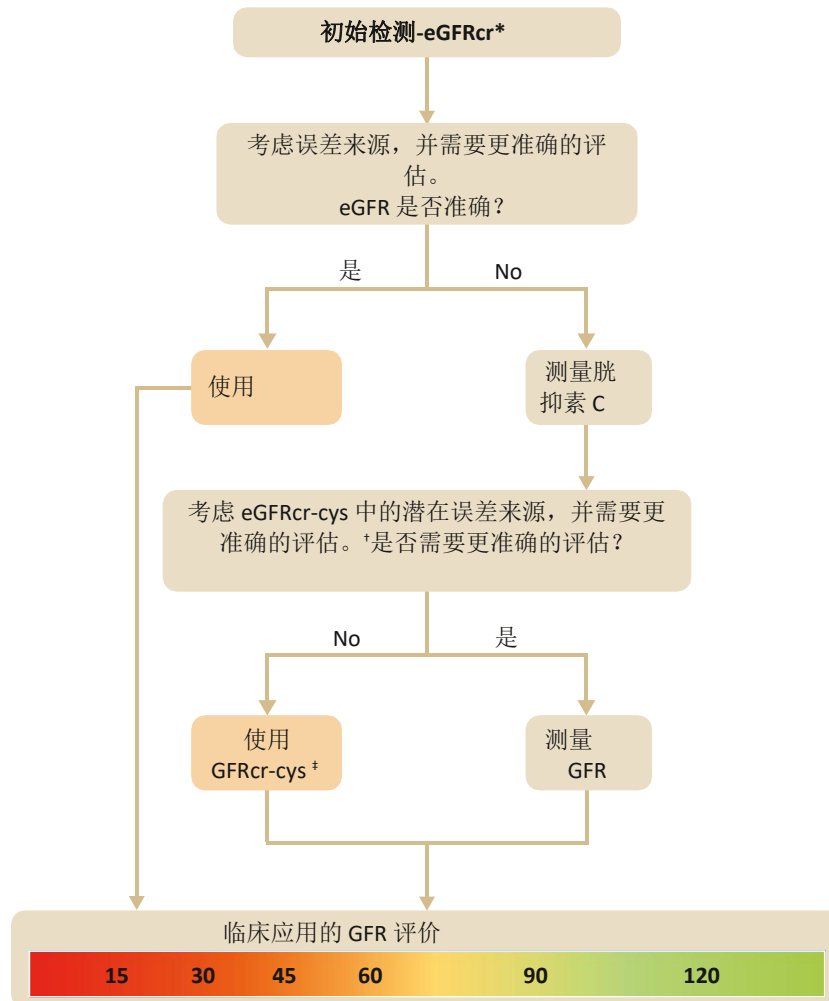 初始检测-eGFRcr*
考虑误差来源，并需要更准确的评
估。
eGFR 是否准确？
是
No
使用
测量胱
抑素 C
考虑 eGFRcr-cys 中的潜在误差来源，并需要更
准确的评估。†是否需要更准确的评估？
No
是
使用
GFRcr-cys ‡
测量
GFR
临床应用的 GFR 评价
15 30 45 60 90 120